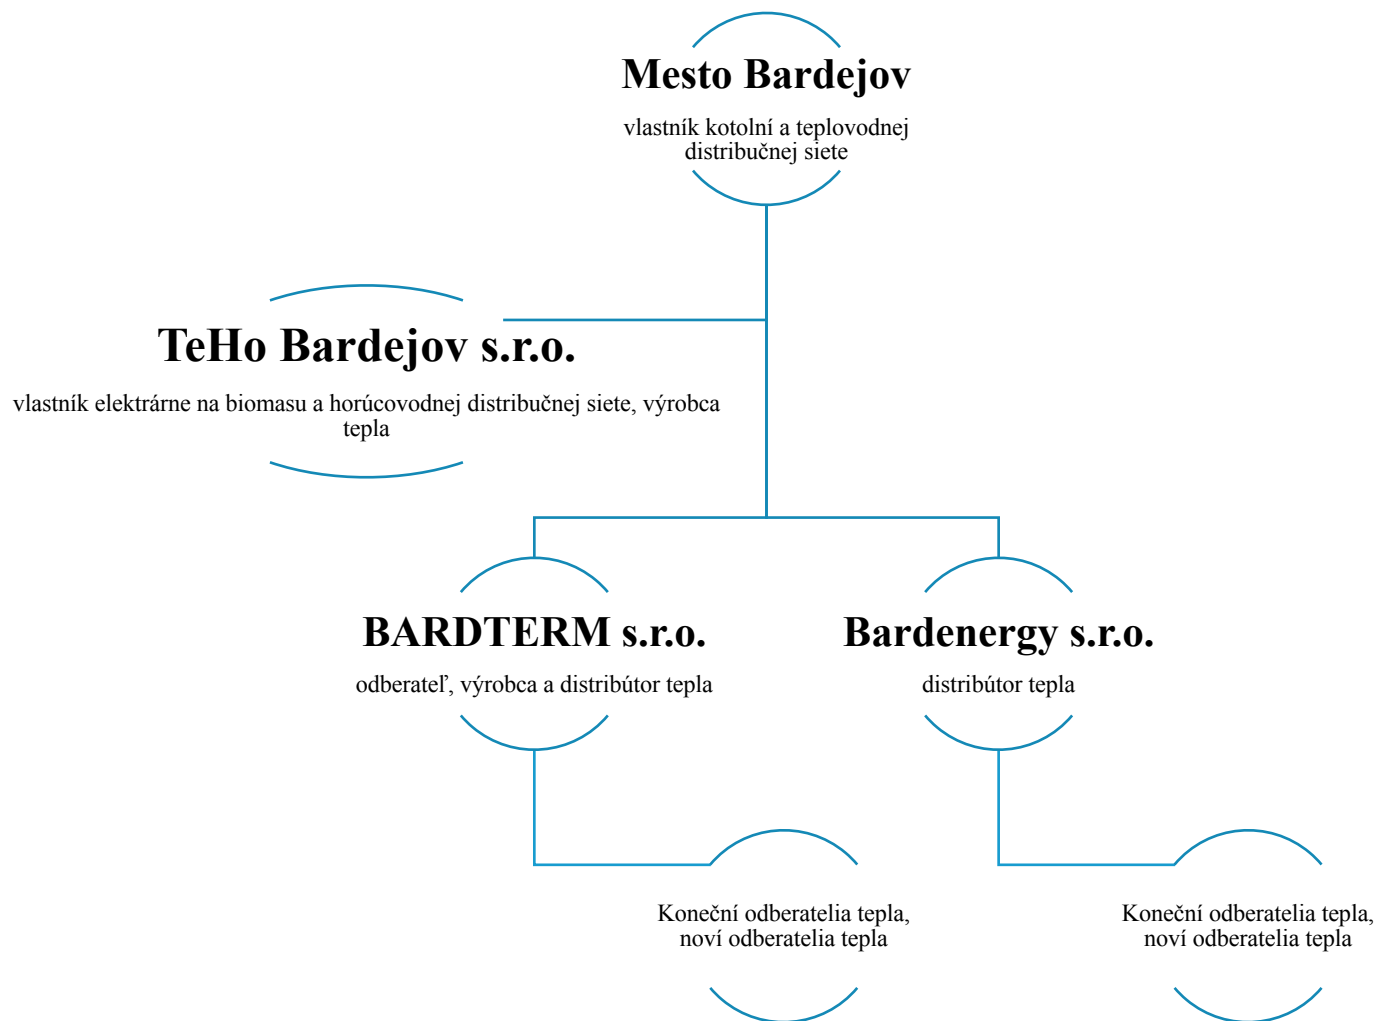 Mesto Bardejov
vlastník kotolní a teplovodnej
distribučnej siete
TeHo Bardejov s.r.o.
vlastník elektrárne na biomasu a horúcovodnej distribučnej siete, výrobca
tepla
BARDTERM s.r.o.
odberateľ, výrobca a distribútor tepla
Bardenergy s.r.o.
distribútor tepla
Koneční odberatelia tepla,
noví odberatelia tepla
Koneční odberatelia tepla,
noví odberatelia tepla